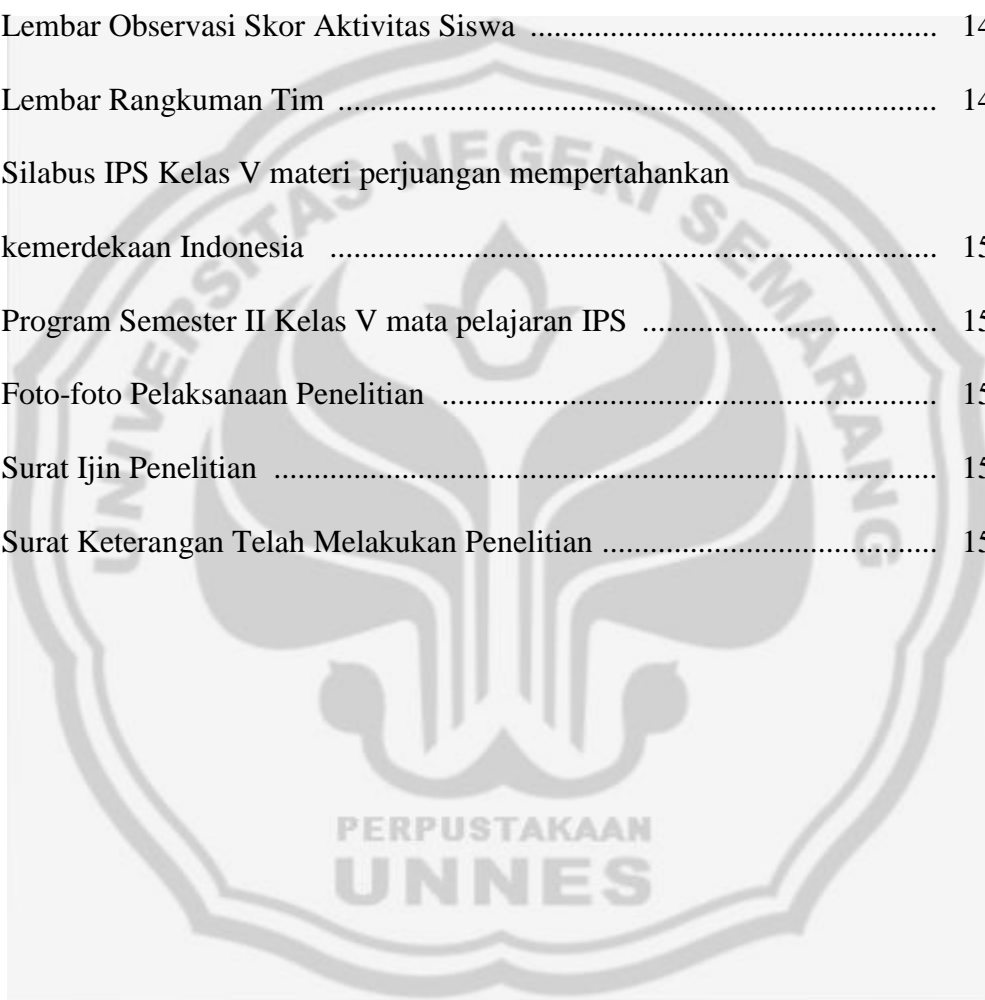 Lembar Observasi Skor Aktivitas Siswa .................................................... 14
Lembar Rangkuman Tim ............................................................................ 14
Silabus IPS Kelas V materi perjuangan mempertahankan
kemerdekaan Indonesia ............................................................................. 15
Program Semester II Kelas V mata pelajaran IPS ..................................... 15
Foto-foto Pelaksanaan Penelitian .............................................................. 15
Surat Ijin Penelitian ................................................................................... 15
Surat Keterangan Telah Melakukan Penelitian .......................................... 15
UNIVERSITAS NEGERI SEMARANG
PERPUSTAKAAN
UNNES